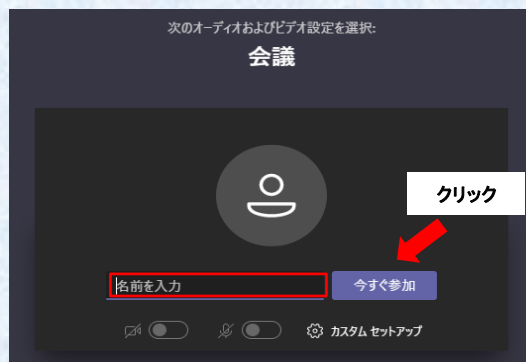 次のオーディオおよびビデオ設定を選択:
会議
クリック
名前を入力
今すぐ参加
カスタム セットアップ